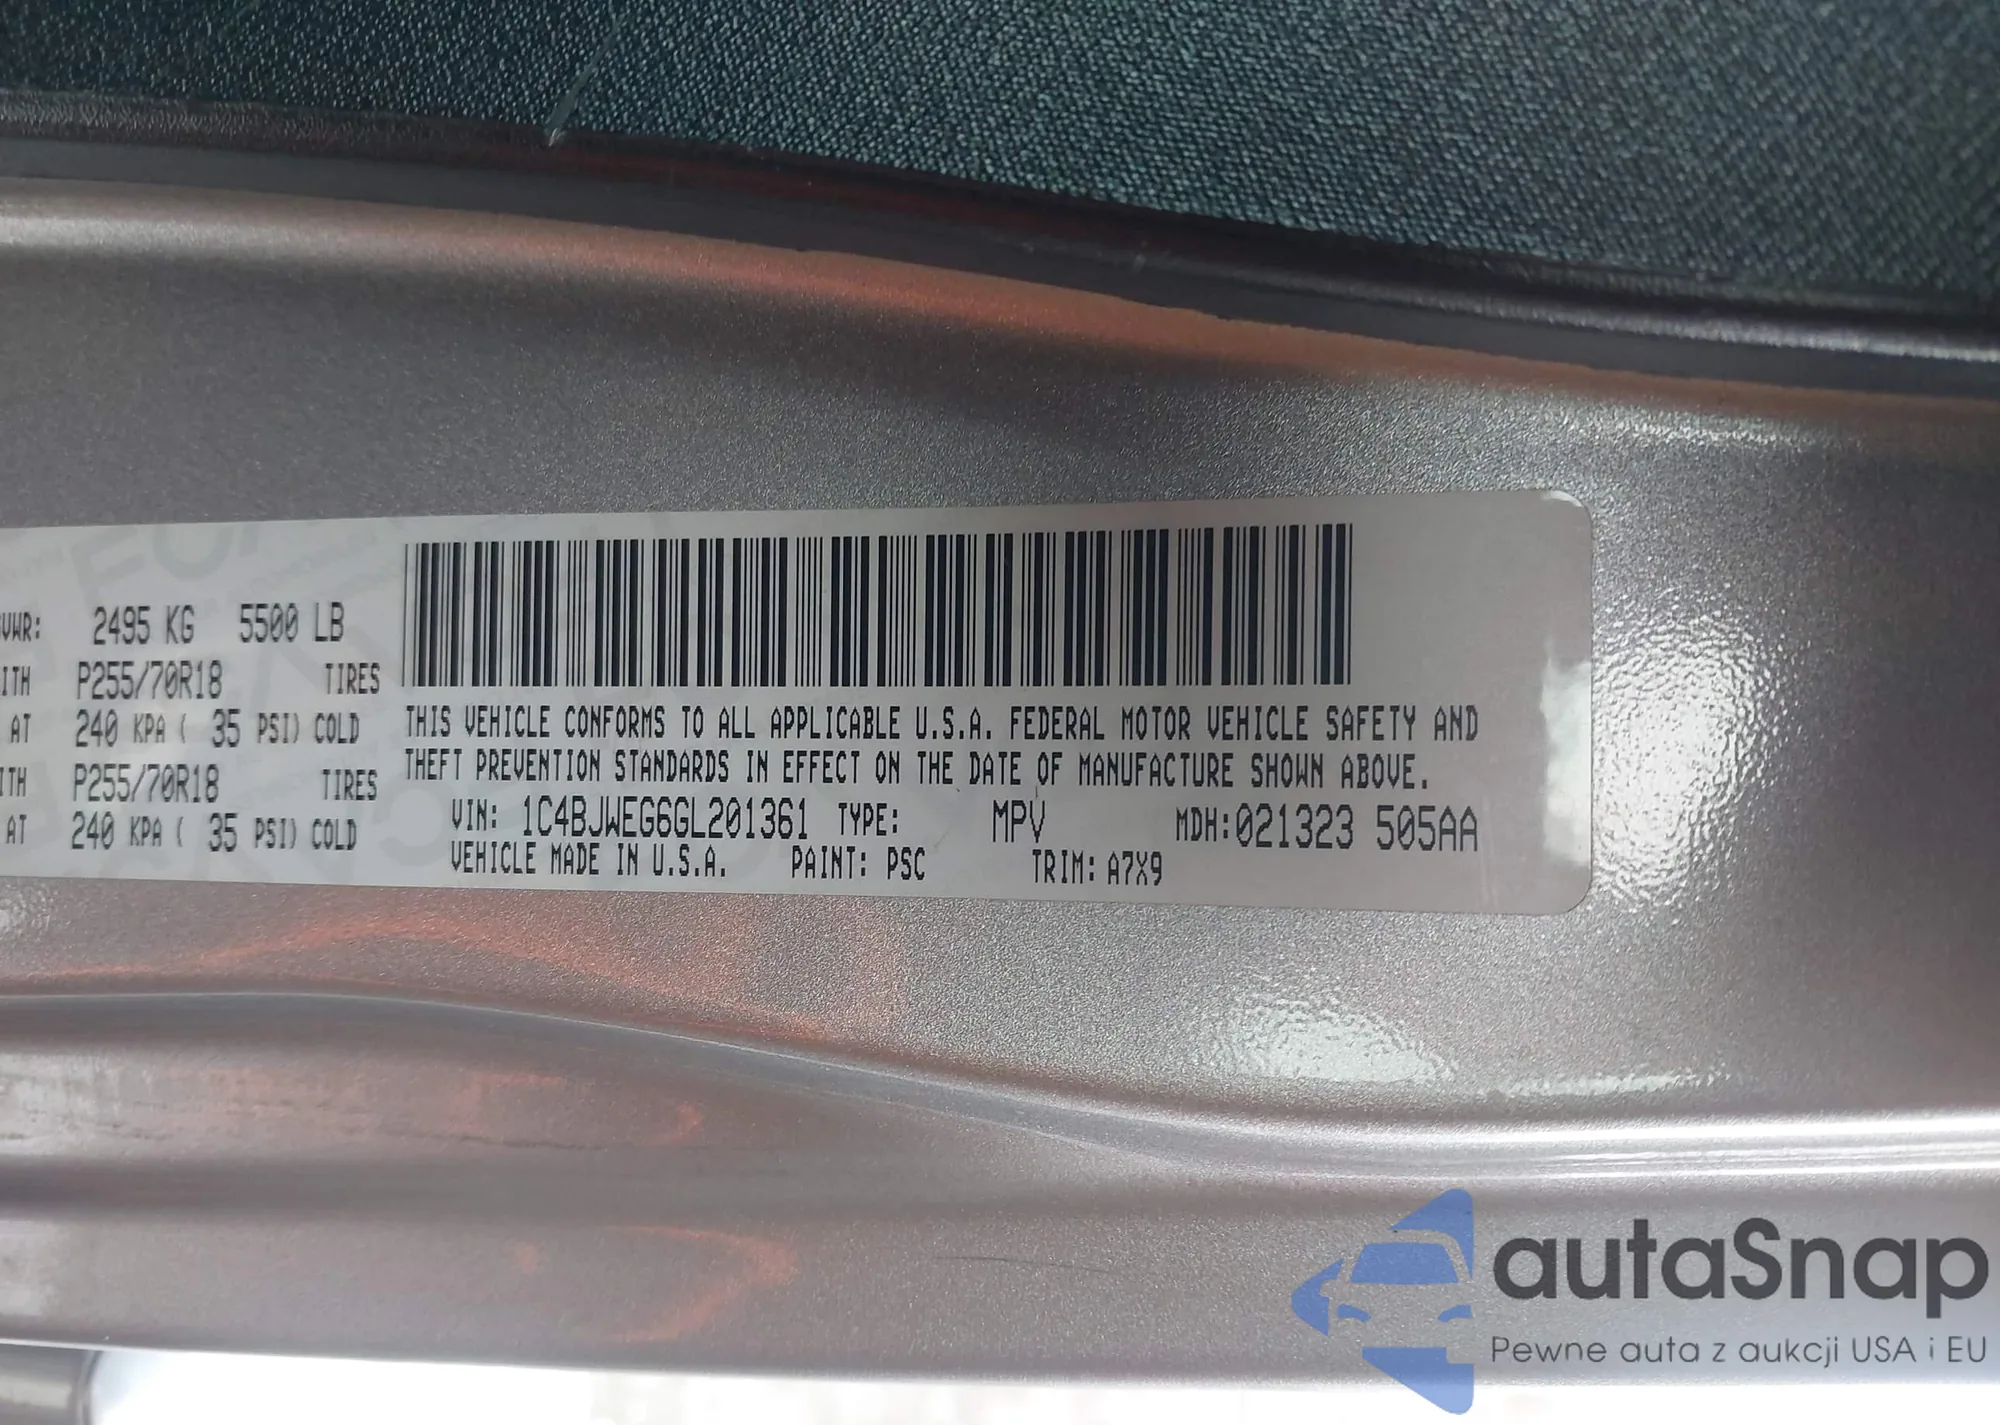 GVWR: 2495 KG 5500 LB
ITH P255/70R18 TIRES
AT 240 KPA ( 35 PSI) COLD
ITH P255/70R18 TIRES
AT 240 KPA ( 35 PSI) COLD
THIS VEHICLE CONFORMS TO ALL APPLICABLE U.S.A. FEDERAL MOTOR VEHICLE SAFETY AND
THEFT PREVENTION STANDARDS IN EFFECT ON THE DATE OF MANUFACTURE SHOWN ABOVE.
VIN: 1C4BJWEG6GL201361 TYPE: MPV MDH:021323 505AA
VEHICLE MADE IN U.S.A. PAINT: PSC TRIM: A7X9
autaSnap
Pewne auta z aukcji USA i EU